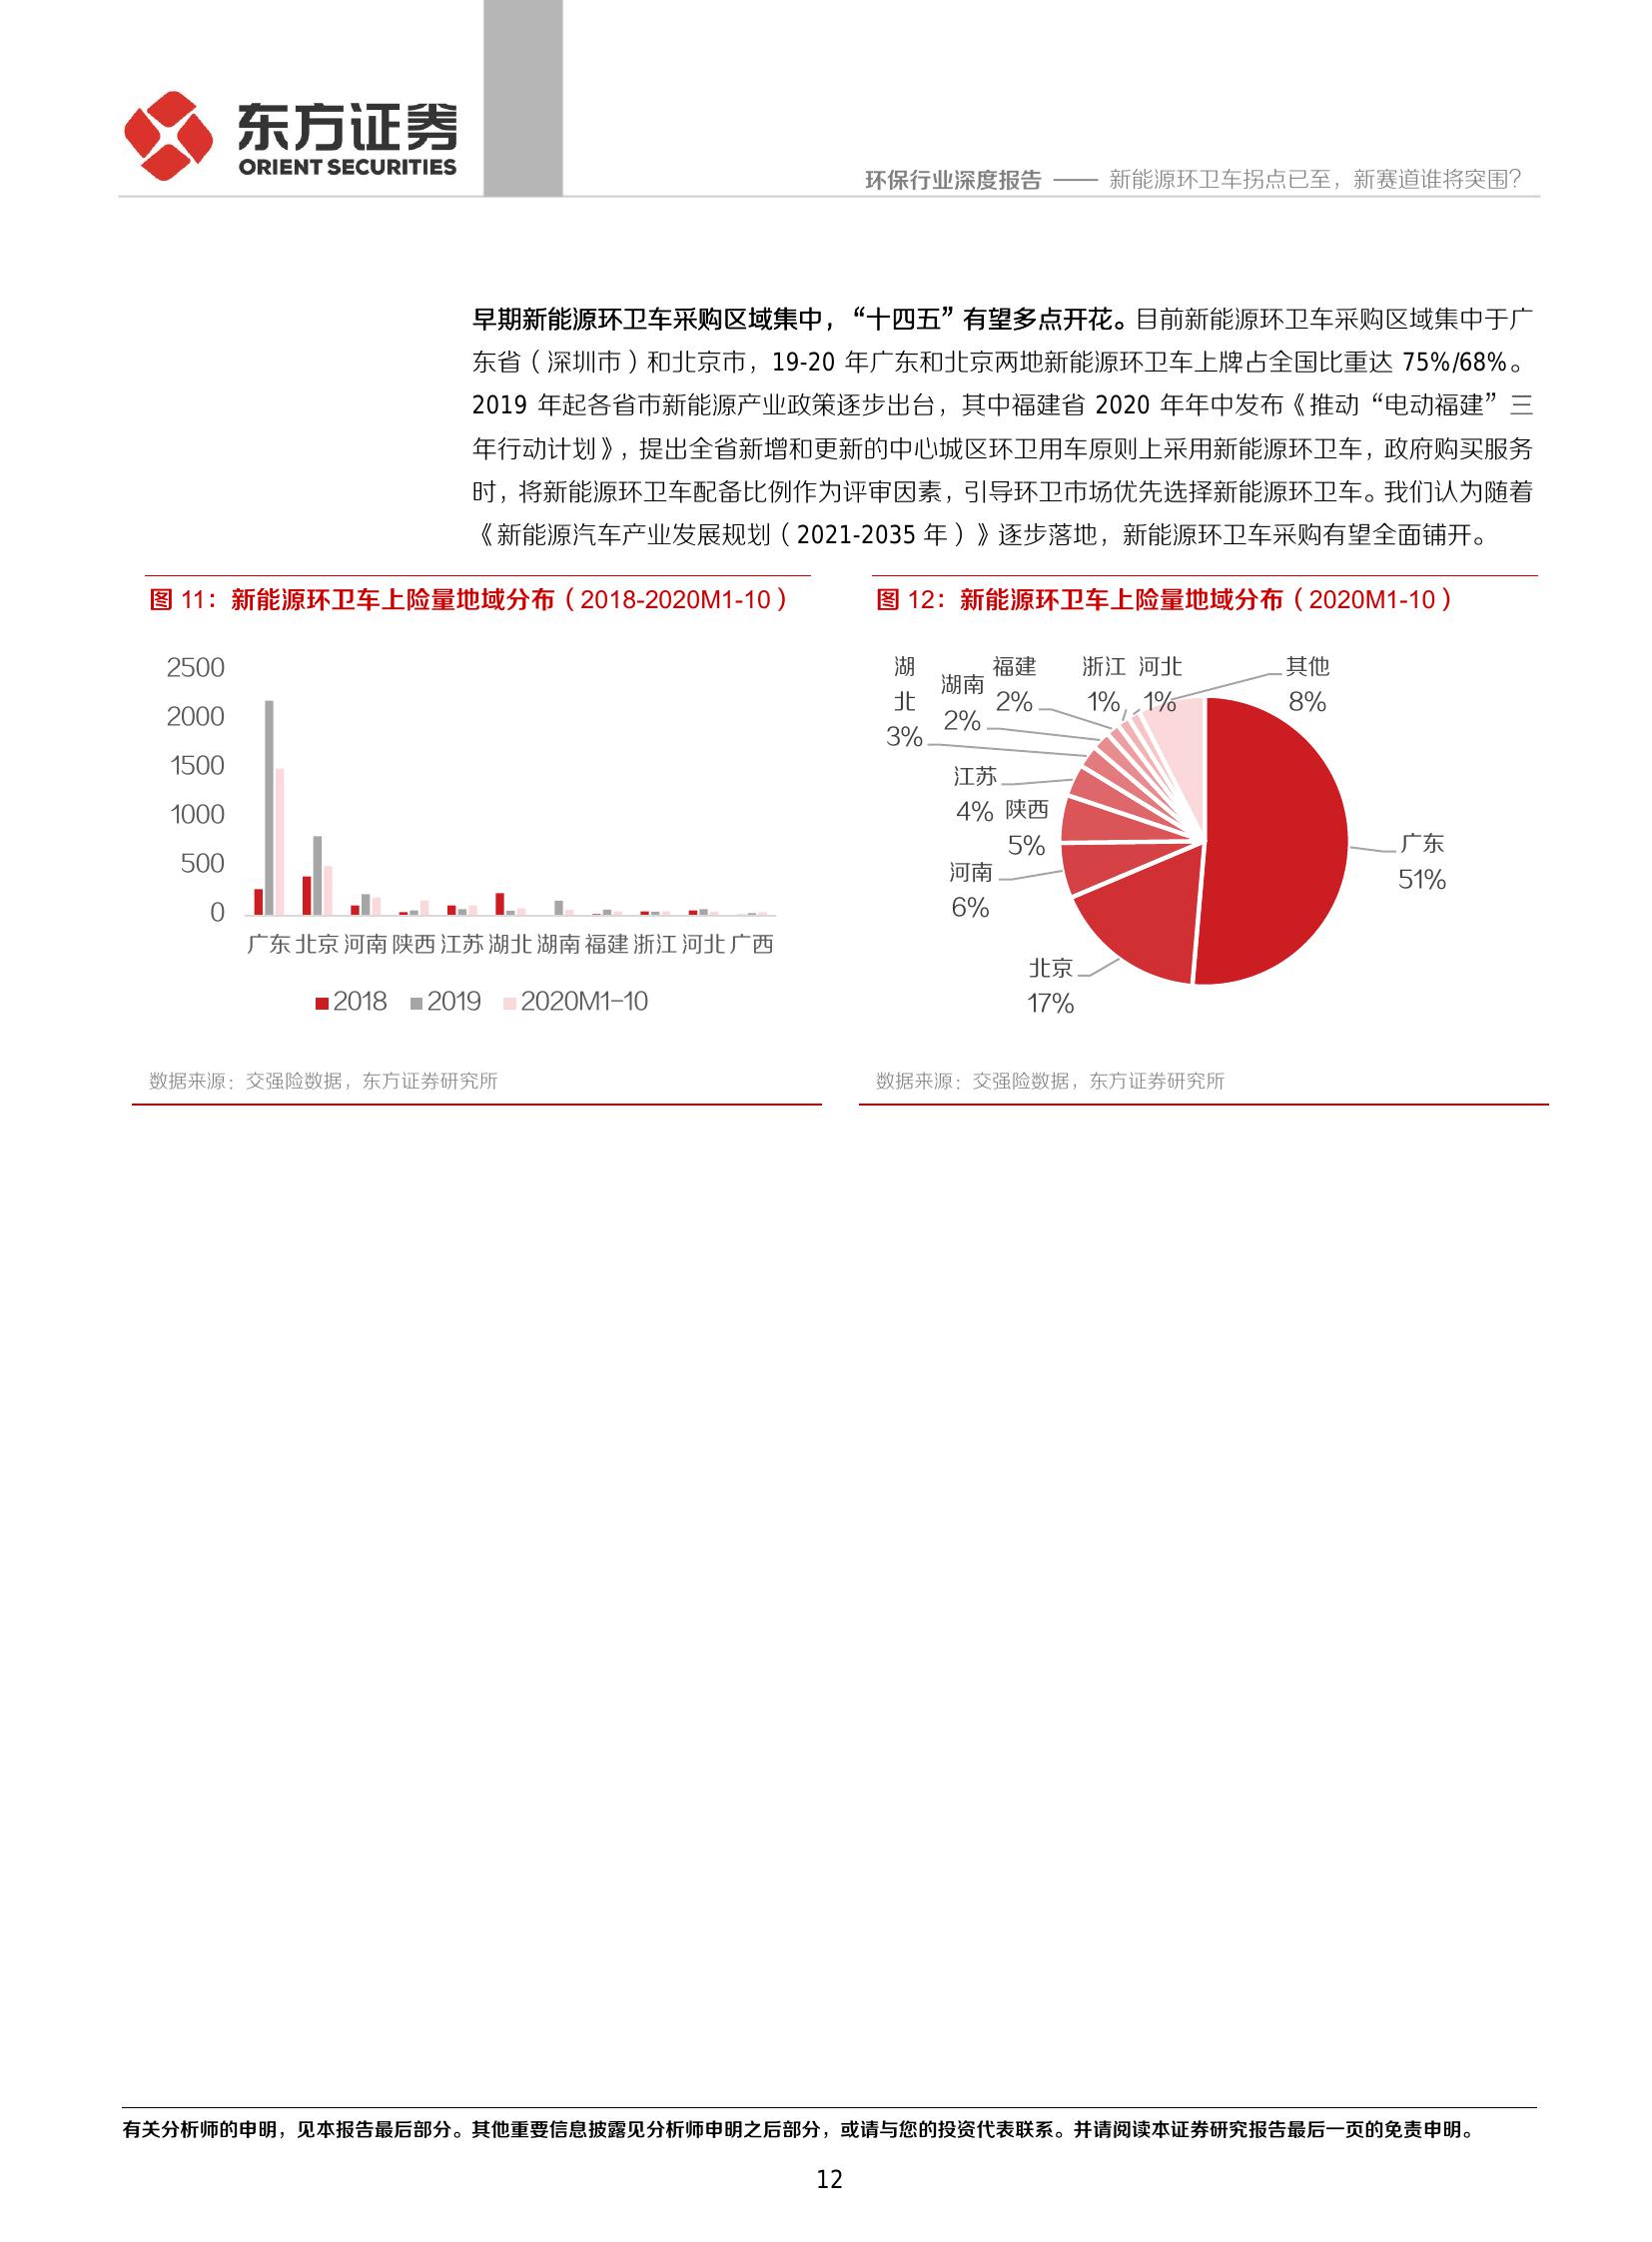 东方证券
ORIENT SECURITIES
环保行业深度报告 —— 新能源环卫车拐点已至，新赛道谁将突围？
早期新能源环卫车采购区域集中，“十四五”有望多点开花。目前新能源环卫车采购区域集中于广
东省（深圳市）和北京市，19-20 年广东和北京两地新能源环卫车上牌占全国比重达 75%/68%。
2019 年起各省市新能源产业政策逐步出台，其中福建省 2020 年年中发布《推动“电动福建”三
年行动计划》，提出全省新增和更新的中心城区环卫用车原则上采用新能源环卫车，政府购买服务
时，将新能源环卫车配备比例作为评审因素，引导环卫市场优先选择新能源环卫车。我们认为随着
《新能源汽车产业发展规划（2021-2035 年）》逐步落地，新能源环卫车采购有望全面铺开。
图 11：新能源环卫车上险量地域分布（2018-2020M1-10）
2500
2000
1500
1000
500
0
广东 北京 河南 陕西 江苏 湖北 湖南 福建 浙江 河北 广西
2018 2019 2020M1-10
数据来源：交强险数据，东方证券研究所
图 12：新能源环卫车上险量地域分布（2020M1-10）
湖
北
3%
湖南
2%
福建
2%
浙江
1%
河北
1%
其他
8%
江苏
4%
陕西
5%
河南
6%
北京
17%
广东
51%
数据来源：交强险数据，东方证券研究所
有关分析师的申明，见本报告最后部分。其他重要信息披露见分析师申明之后部分，或请与您的投资代表联系。并请阅读本证券研究报告最后一页的免责申明。
12